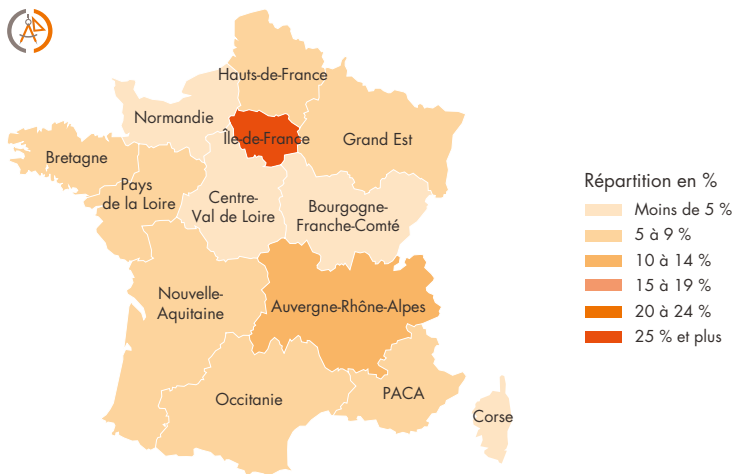 Hauts-de-France
Normandie
Île-de-France
Grand Est
Bretagne
Pays
de la Loire
Centre-
Val de Loire
Bourgogne-
Franche-Comté
Nouvelle-
Aquitaine
Auvergne-Rhône-Alpes
Occitanie
PACA
Corse
Répartition en %
Moins de 5 %
5 à 9 %
10 à 14 %
15 à 19 %
20 à 24 %
25 % et plus